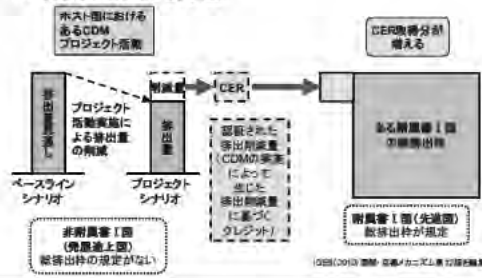 ホスト国における
あるCDM
プロジェクト活動
CER取得分が
増える
排出量見通し
プロジェクト
活動実施に
よる排出量
の削減
削減量
排出量
CER
認証された
排出削減量
(CDMの事業
によって
生じた
排出削減量
に基づく
クレジット)
ある附属書Ⅰ国
の総排出枠
ベースライン
シナリオ
プロジェクト
シナリオ
非附属書Ⅰ国
(発展途上国)
総排出枠の規定がない
附属書Ⅰ国(先進国)
総排出枠が規定